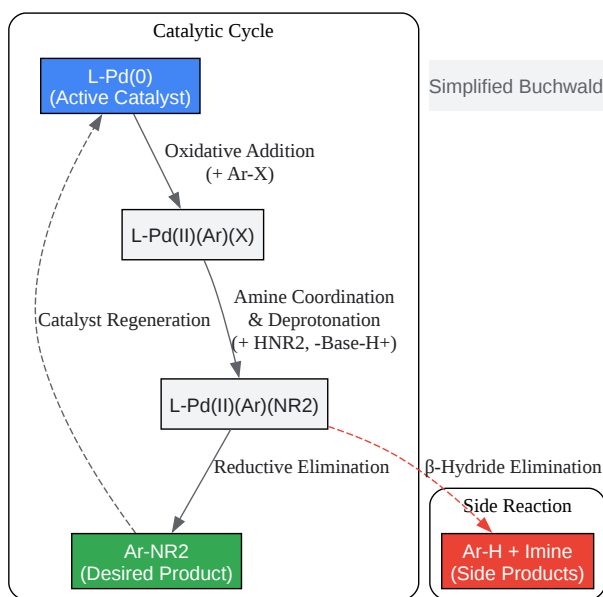 Catalytic Cycle
L-Pd(0)
(Active Catalyst)
Simplified Buchwald
Oxidative Addition
(+ Ar-X)
L-Pd(II)(Ar)(X)
Amine Coordination
& Deprotonation
(+ HNR2, -Base-H+)
Catalyst Regeneration
L-Pd(II)(Ar)(NR2)
Reductive Elimination
β-Hydride Elimination
Side Reaction
Ar-NR2
(Desired Product)
Ar-H + Imine
(Side Products)